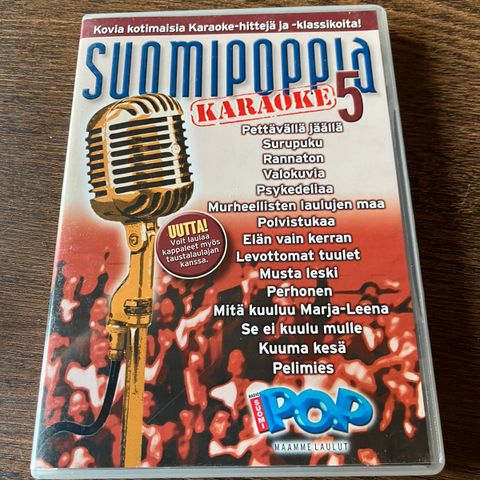 Kovia kotimaisia Karaoke-hittejä ja -klassikoita!
SUOMIPOPPIA
KARAOKE 5
Pettävällä jäällä
Surupuku
Rannaton
Valokuvia
Psykedeliaa
Murheellisten laulujen maa
Polvistukaa
Elän vain kerran
Levottomat tuulet
Musta leski
Perhonen
Mitä kuuluu Marja-Leena
Se ei kuulu mulle
Kuuma kesä
Pelimies
UUTTA!
Voit laulaa
kappaleet myös
taustalaulajan
kanssa.
RADIO
SUOMI
POP
MAAMME LAULUT